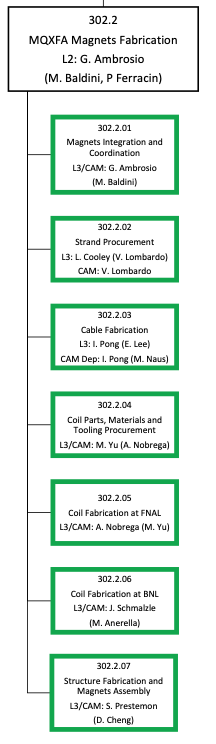 302.2
MQXFA Magnets Fabrication
L2: G. Ambrosio
(M. Baldini, P Ferracin)
302.2.01
Magnets Integration and
Coordination
L3/CAM: G. Ambrosio
(M. Baldini)
302.2.02
Strand Procurement
L3: L. Cooley (V. Lombardo)
CAM: V. Lombardo
302.2.03
Cable Fabrication
L3: I. Pong (E. Lee)
CAM Dep: I. Pong (M. Naus)
302.2.04
Coil Parts, Materials and
Tooling Procurement
L3/CAM: M. Yu (A. Nobrega)
302.2.05
Coil Fabrication at FNAL
L3/CAM: A. Nobrega (M. Yu)
302.2.06
Coil Fabrication at BNL
L3/CAM: J. Schmalzle
(M. Anerella)
302.2.07
Structure Fabrication and
Magnets Assembly
L3/CAM: S. Prestemon
(D. Cheng)